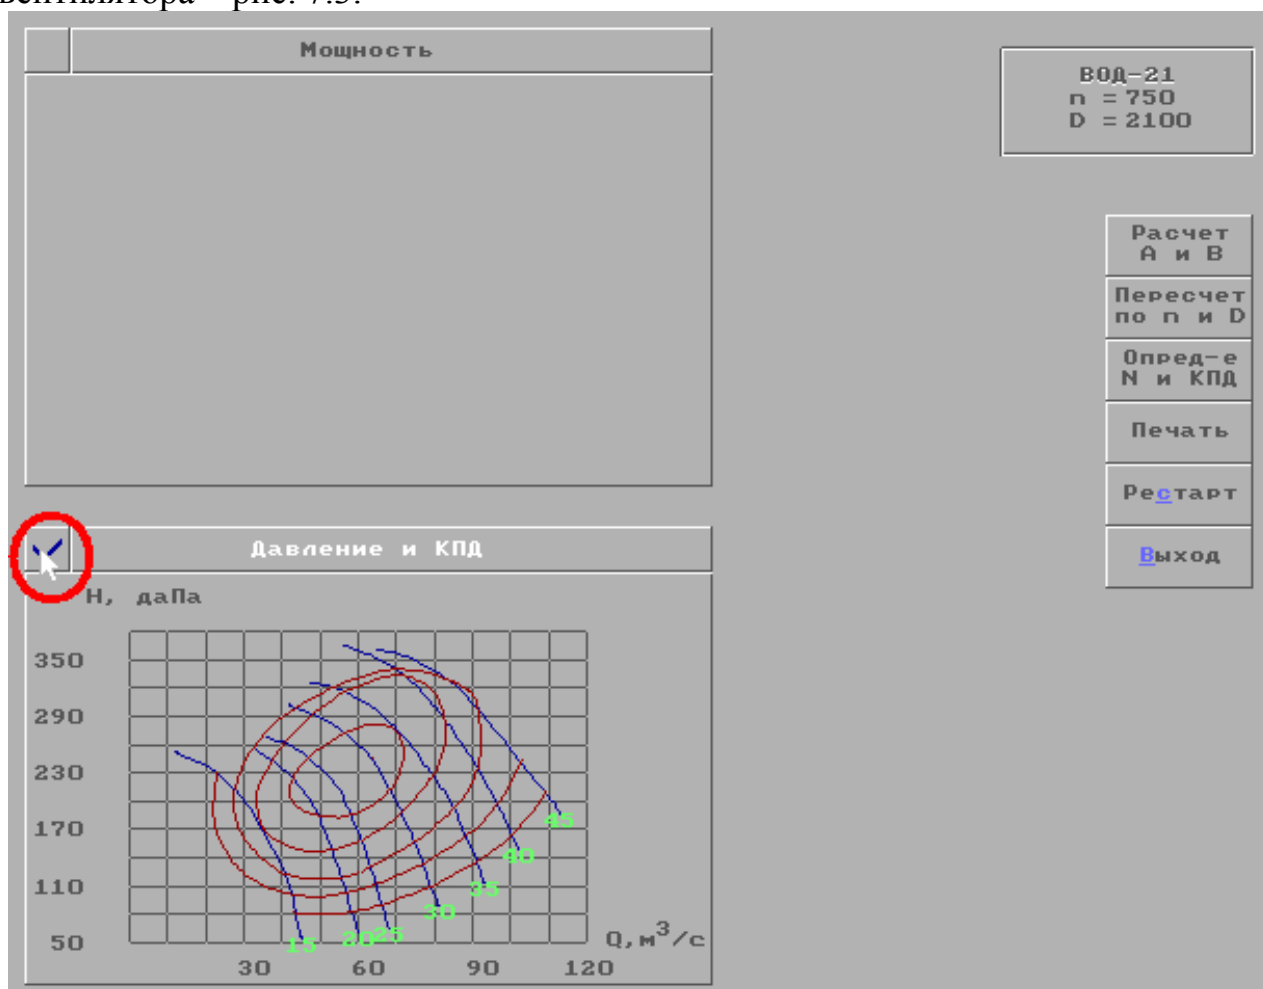 вентилятора – рис. 7.5.
Мощность
ВОД-21
n = 750
D = 2100
Расчет
А и В
Пересчет
по n и D
Опред-е
N и КПД
Печать
Рестарт
Выход
Давление и КПД
Н, даПа
350
290
230
170
110
50
45
40
35
30
25
20
15
Q, м³/с
30 60 90 120